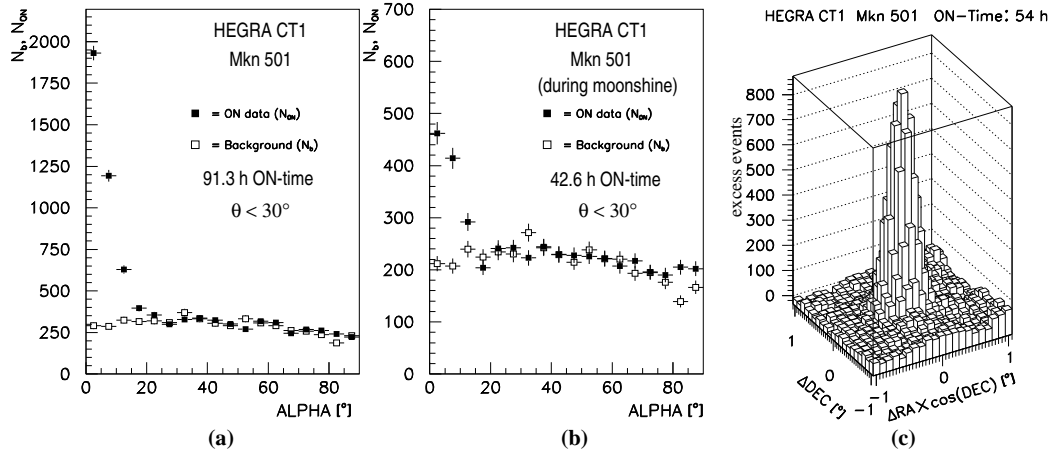 N_b, N_ON
2000
1750
1500
1250
1000
750
500
250
0
HEGRA CT1
Mkn 501
= ON data (N_ON)
= Background (N_b)
91.3 h ON-time
θ < 30°
0 20 40 60 80
ALPHA [°]
(a)
N_b, N_ON
700
600
500
400
300
200
100
0
HEGRA CT1
Mkn 501
(during moonshine)
= ON data (N_ON)
= Background (N_b)
42.6 h ON-time
θ < 30°
0 20 40 60 80
ALPHA [°]
(b)
HEGRA CT1 Mkn 501 ON-Time: 54 h
excess events
800
700
600
500
400
300
200
100
0
1
0
-1
ΔDEC [°]
-1
0
1
ΔRA X cos(DEC) [°]
(c)